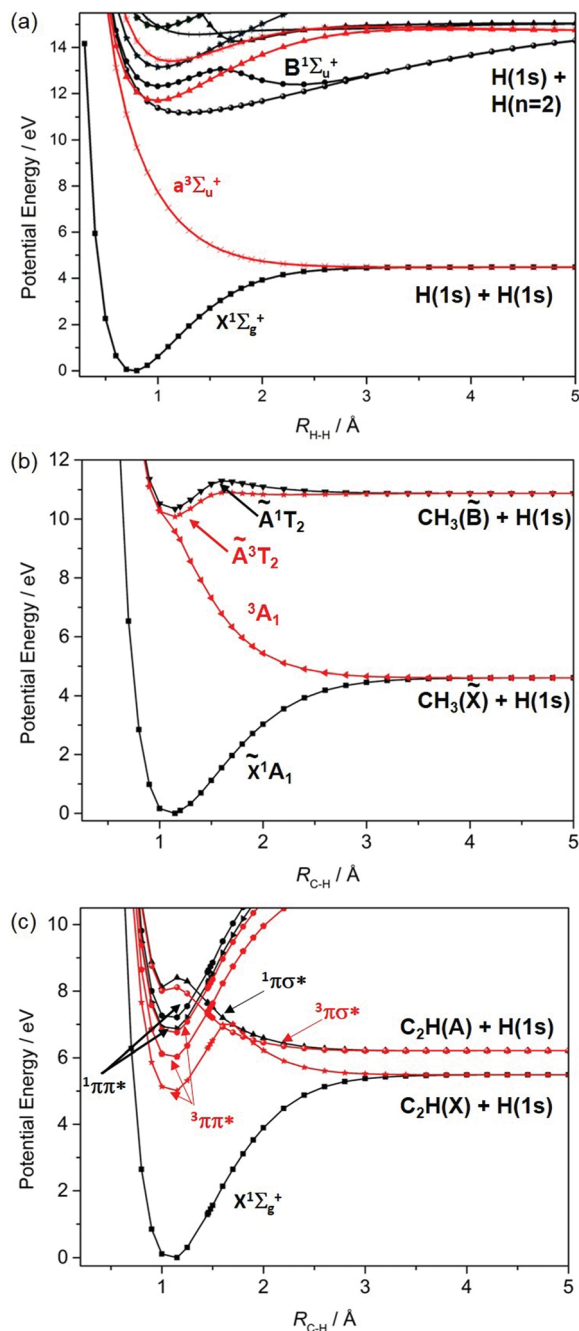 (a)
14
12
10
8
6
4
2
0
Potential Energy / eV
B¹Σᵤ⁺
H(1s) +
H(n=2)
a³Σᵤ⁺
H(1s) + H(1s)
X¹Σg⁺
1 2 3 4 5
R_H-H / Å
(b)
12
10
8
6
4
2
0
Potential Energy / eV
Ã¹T₂
CH₃(B̃) + H(1s)
Ã³T₂
³A₁
CH₃(X̃) + H(1s)
X̃¹A₁
1 2 3 4 5
R_C-H / Å
(c)
10
8
6
4
2
0
Potential Energy / eV
¹πσ*
³πσ*
C₂H(A) + H(1s)
¹ππ*
C₂H(X) + H(1s)
³ππ*
X¹Σg⁺
1 2 3 4 5
R_C-H / Å